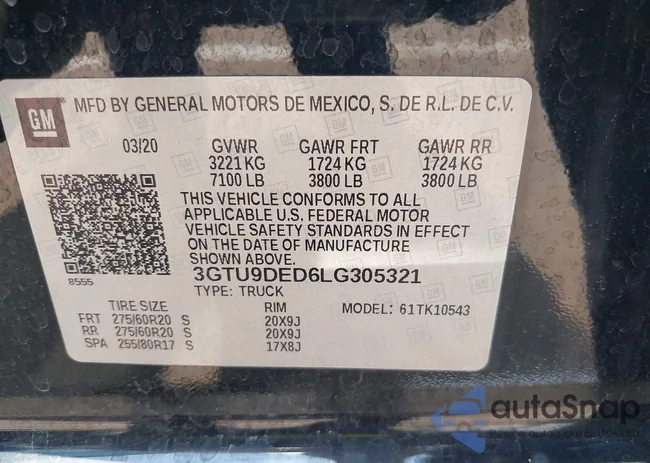 GM
MFD BY GENERAL MOTORS DE MEXICO, S. DE R.L. DE C.V.
03/20 GVWR GAWR FRT GAWR RR
3221 KG 1724 KG 1724 KG
7100 LB 3800 LB 3800 LB
THIS VEHICLE CONFORMS TO ALL
APPLICABLE U.S. FEDERAL MOTOR
VEHICLE SAFETY STANDARDS IN EFFECT
ON THE DATE OF MANUFACTURE
SHOWN ABOVE.
8555
3GTU9DED6LG305321
TYPE: TRUCK
TIRE SIZE RIM MODEL: 61TK10543
FRT 275/60R20 S 20X9J
RR 275/60R20 S 20X9J
SPA 255/80R17 S 17X8J
autaSnap